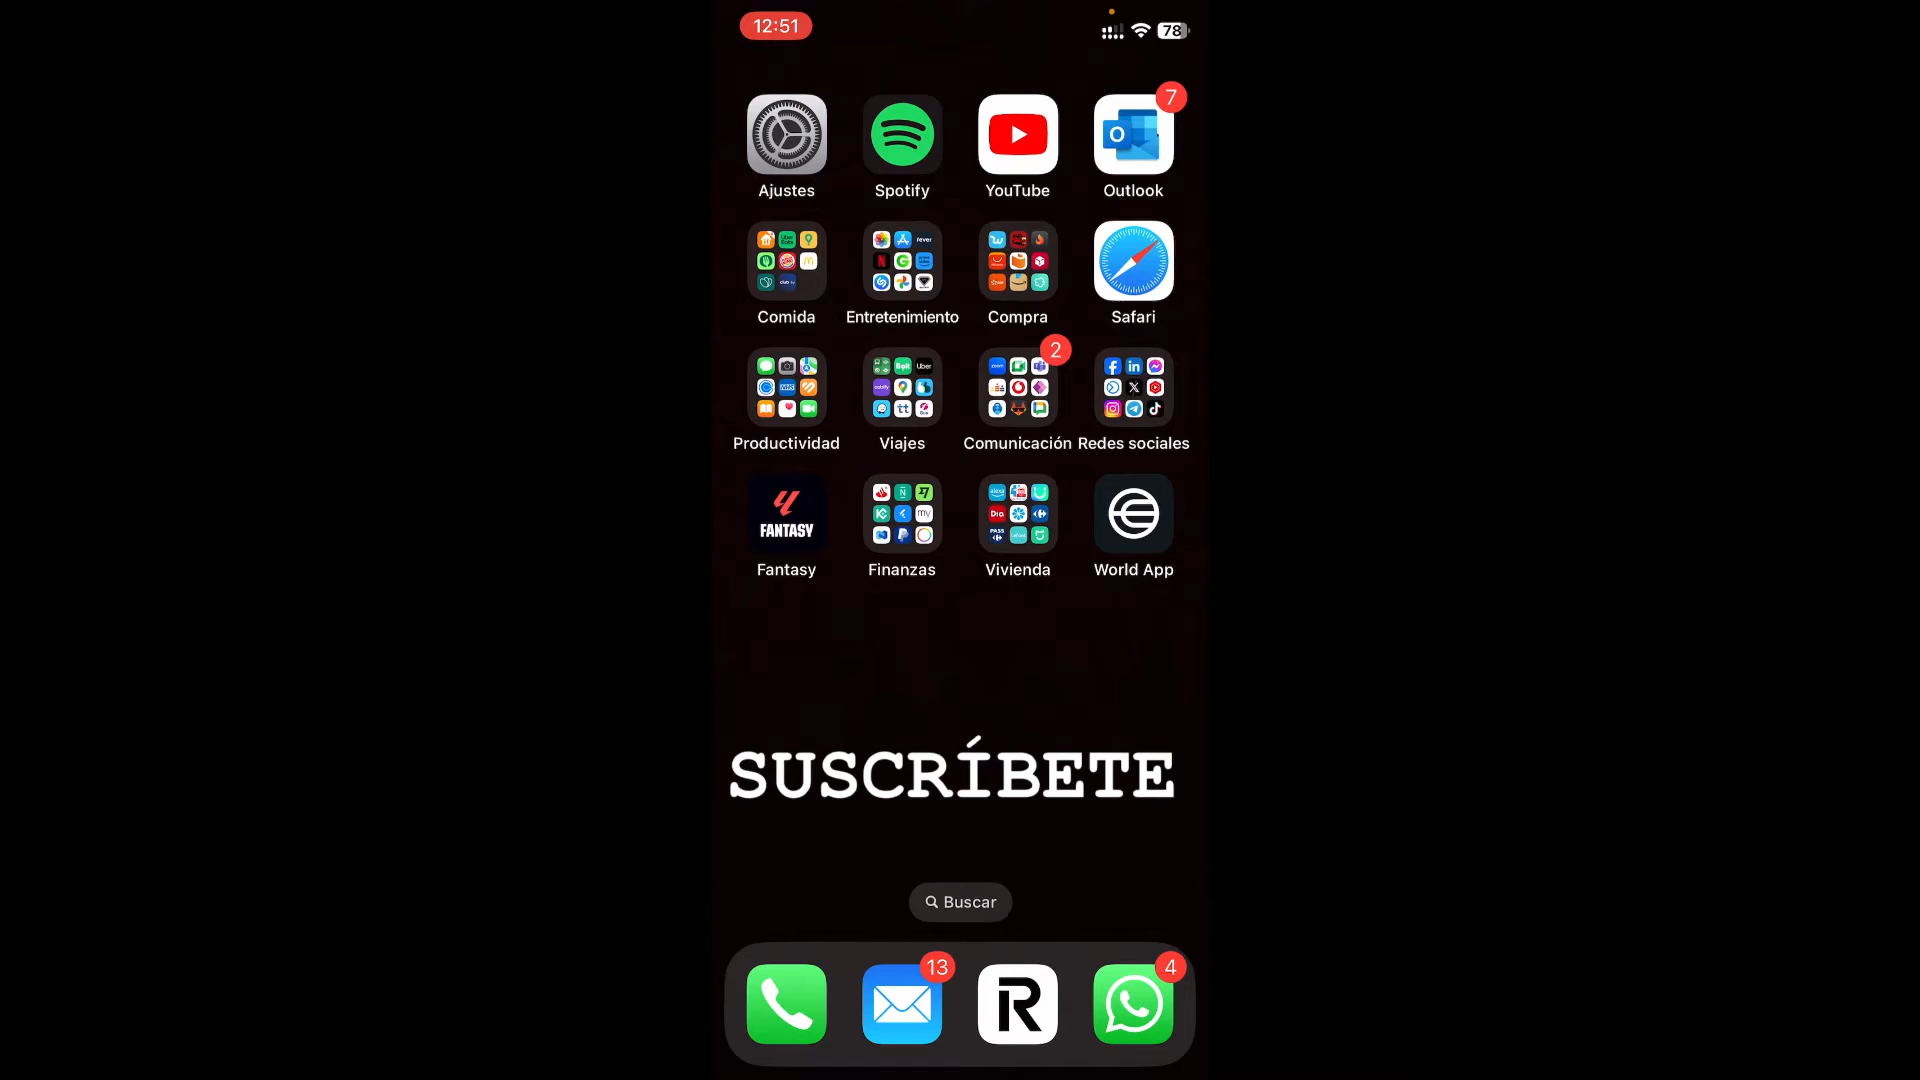 12:51
78
7
Ajustes
Spotify
YouTube
Outlook
Comida
Entretenimiento
Compra
Safari
2
Productividad
Viajes
Comunicación
Redes sociales
FANTASY
Fantasy
Finanzas
Vivienda
World App
SUSCRÍBETE
Buscar
13
4